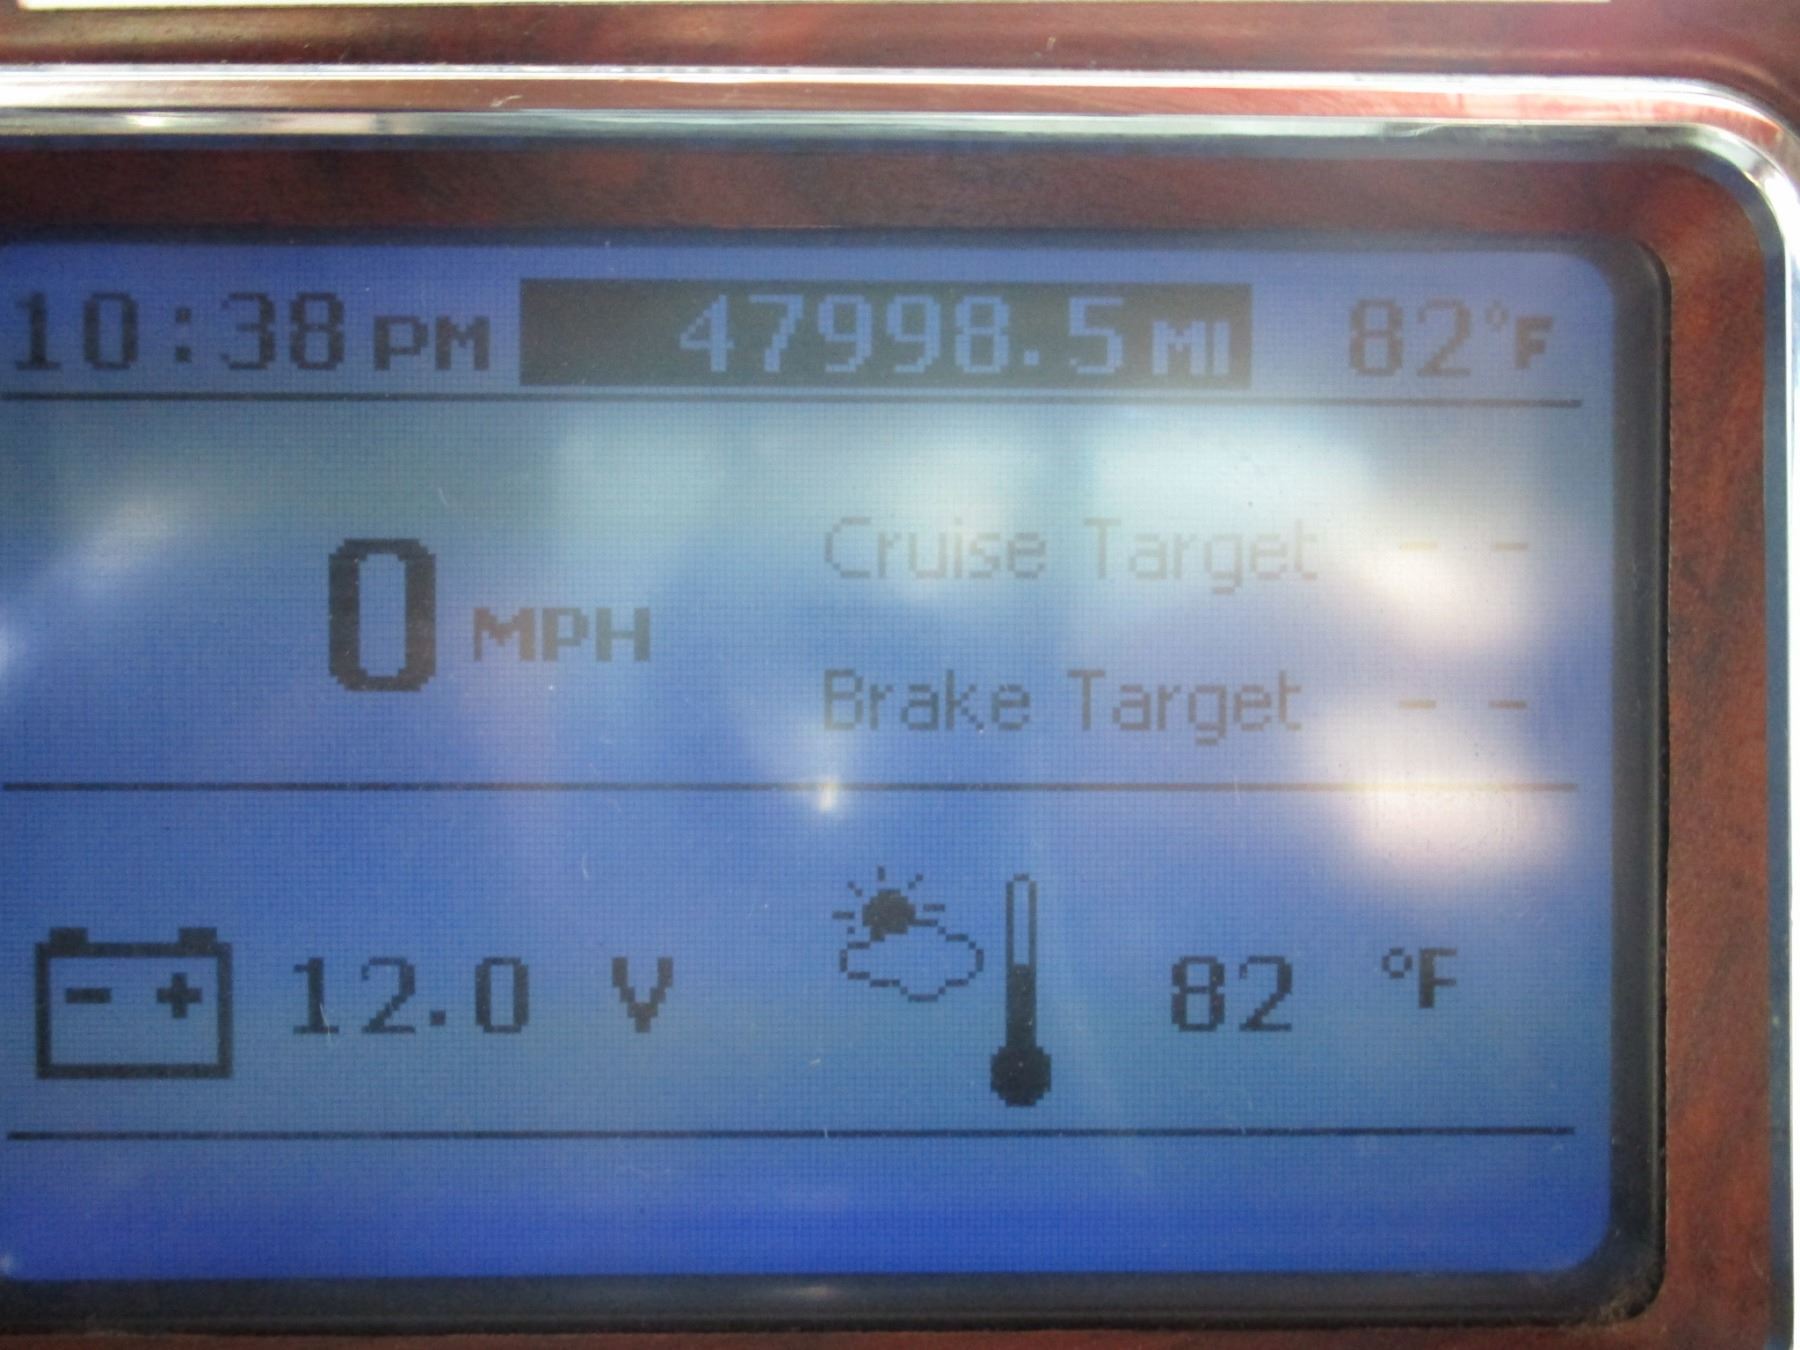 10:38 PM 47998.5 MI 82°F
0 MPH
Cruise Target - -
Brake Target - -
- + 12.0 V 82 °F